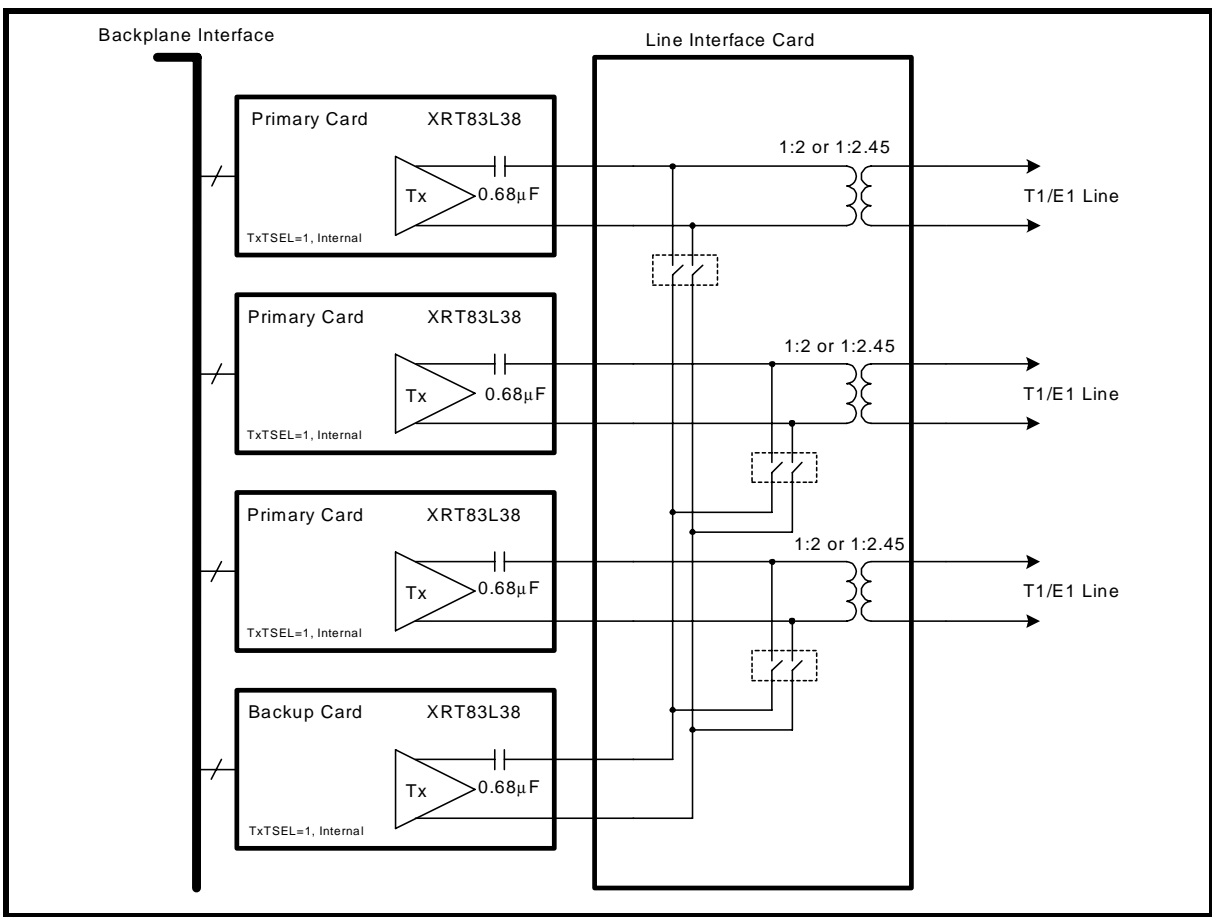 Backplane Interface
Line Interface Card
Primary Card XRT83L38
Tx
0.68μF
TxTSEL=1, Internal
1:2 or 1:2.45
T1/E1 Line
Primary Card XRT83L38
Tx
0.68μF
TxTSEL=1, Internal
1:2 or 1:2.45
T1/E1 Line
Primary Card XRT83L38
Tx
0.68μF
TxTSEL=1, Internal
1:2 or 1:2.45
T1/E1 Line
Backup Card XRT83L38
Tx
0.68μF
TxTSEL=1, Internal